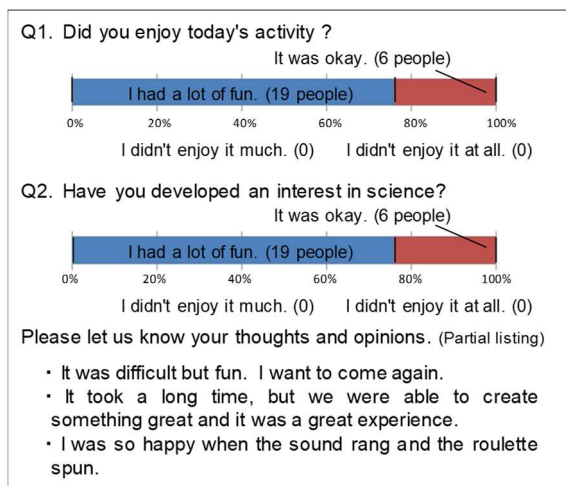 Q1. Did you enjoy today's activity ?
It was okay. (6 people)
I had a lot of fun. (19 people)
0% 20% 40% 60% 80% 100%
I didn't enjoy it much. (0) I didn't enjoy it at all. (0)
Q2. Have you developed an interest in science?
It was okay. (6 people)
I had a lot of fun. (19 people)
0% 20% 40% 60% 80% 100%
I didn't enjoy it much. (0) I didn't enjoy it at all. (0)
Please let us know your thoughts and opinions. (Partial listing)
・It was difficult but fun. I want to come again.
・It took a long time, but we were able to create
something great and it was a great experience.
・I was so happy when the sound rang and the roulette
spun.